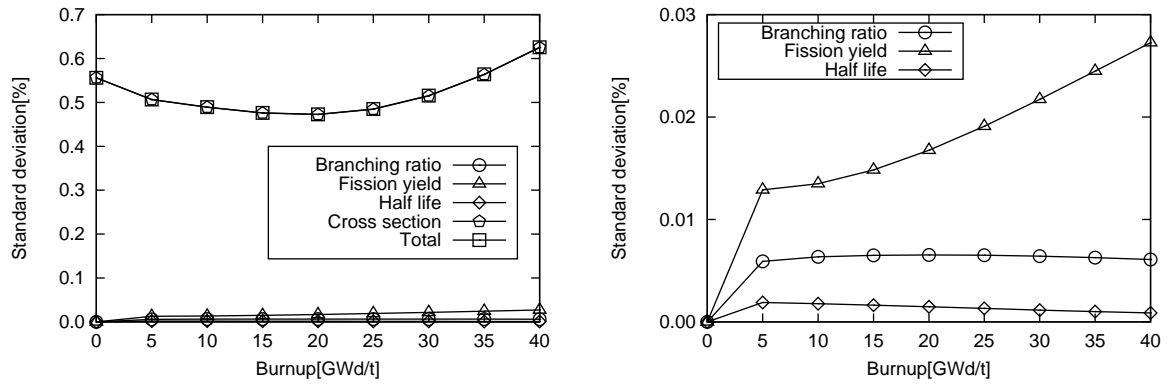 Standard deviation[%]
0.7
0.6
0.5
0.4
0.3
0.2
0.1
0.0
Branching ratio
Fission yield
Half life
Cross section
Total
0 5 10 15 20 25 30 35 40
Burnup[GWd/t]
Standard deviation[%]
0.03
0.02
0.01
0.00
Branching ratio
Fission yield
Half life
0 5 10 15 20 25 30 35 40
Burnup[GWd/t]